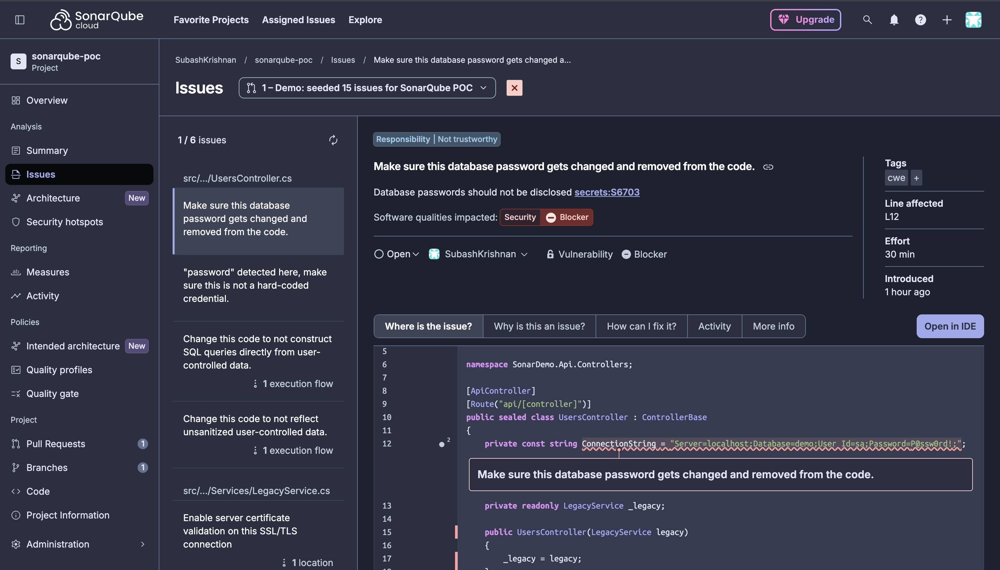 SonarQube
cloud
Favorite Projects
Assigned Issues
Explore
Upgrade
S
sonarqube-poc
Project
Overview
Analysis
Summary
Issues
Architecture
New
Security hotspots
Reporting
Measures
Activity
Policies
Intended architecture
New
Quality profiles
Quality gate
Project
Pull Requests
1
Branches
1
Code
Project Information
Administration
SubashKrishnan / sonarqube-poc / Issues / Make sure this database password gets changed a...
Issues
1 – Demo: seeded 15 issues for SonarQube POC
1 / 6 issues
src/.../UsersController.cs
Make sure this database
password gets changed and
removed from the code.
"password" detected here, make
sure this is not a hard-coded
credential.
Change this code to not construct
SQL queries directly from user-
controlled data.
1 execution flow
Change this code to not reflect
unsanitized user-controlled data.
1 execution flow
src/.../Services/LegacyService.cs
Enable server certificate
validation on this SSL/TLS
connection
1 location
Responsibility | Not trustworthy
Make sure this database password gets changed and removed from the code.
Database passwords should not be disclosed secrets:S6703
Software qualities impacted: Security Blocker
Open
SubashKrishnan
Vulnerability
Blocker
Tags
cwe +
Line affected
L12
Effort
30 min
Introduced
1 hour ago
Where is the issue?
Why is this an issue?
How can I fix it?
Activity
More info
Open in IDE
5
6 namespace SonarDemo.Api.Controllers;
7
8 [ApiController]
9 [Route("api/[controller]")]
10 public sealed class UsersController : ControllerBase
11 {
12 2 private const string ConnectionString = "Server=localhost;Database=demo;User Id=sa;Password=P@ssw0rd!;";
Make sure this database password gets changed and removed from the code.
13 private readonly LegacyService _legacy;
14
15 public UsersController(LegacyService legacy)
16 {
17 _legacy = legacy;